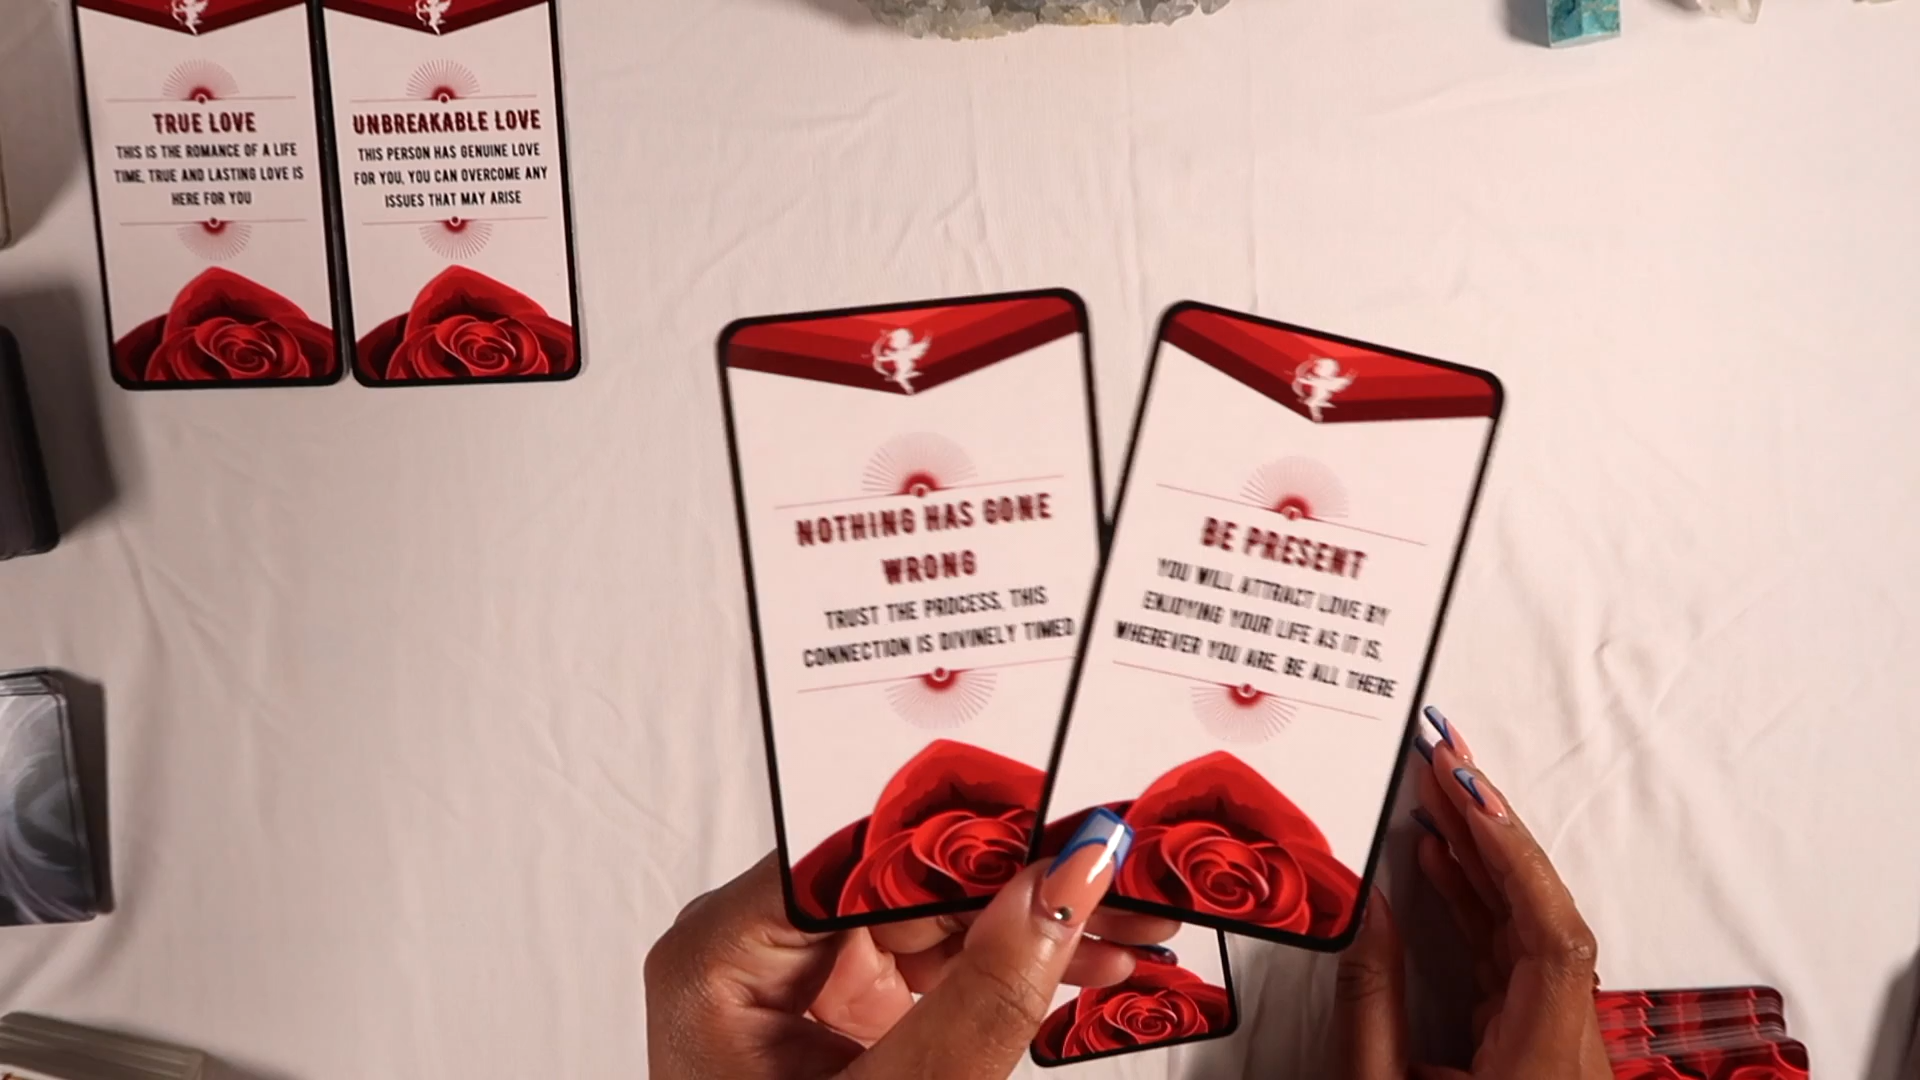 TRUE LOVE
THIS IS THE ROMANCE OF A LIFE
TIME, TRUE AND LASTING LOVE IS
HERE FOR YOU
UNBREAKABLE LOVE
THIS PERSON HAS GENUINE LOVE
FOR YOU, YOU CAN OVERCOME ANY
ISSUES THAT MAY ARISE
NOTHING HAS GONE
WRONG
TRUST THE PROCESS, THIS
CONNECTION IS DIVINELY TIMED
BE PRESENT
YOU WILL ATTRACT LOVE BY
ENJOYING YOUR LIFE AS IT IS,
WHEREVER YOU ARE, BE ALL THERE